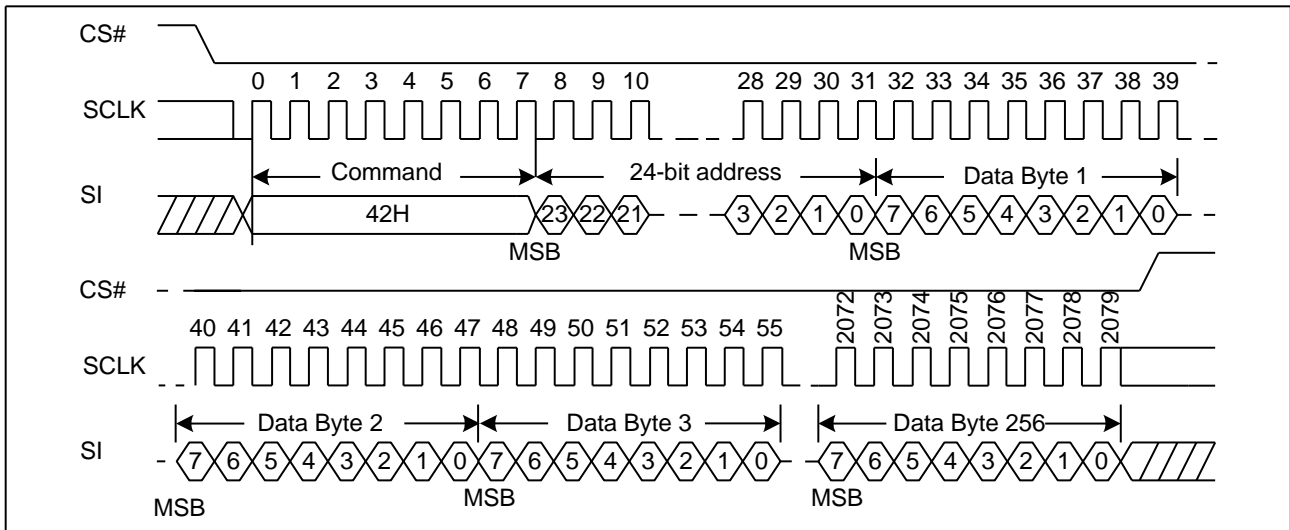 CS#
0 1 2 3 4 5 6 7 8 9 10 28 29 30 31 32 33 34 35 36 37 38 39
SCLK
Command 24-bit address Data Byte 1
SI
42H 23 22 21 3 2 1 0 7 6 5 4 3 2 1 0
MSB MSB
CS#
40 41 42 43 44 45 46 47 48 49 50 51 52 53 54 55 2072 2073 2074 2075 2076 2077 2078 2079
SCLK
Data Byte 2 Data Byte 3 Data Byte 256
SI
7 6 5 4 3 2 1 0 7 6 5 4 3 2 1 0 7 6 5 4 3 2 1 0
MSB MSB MSB